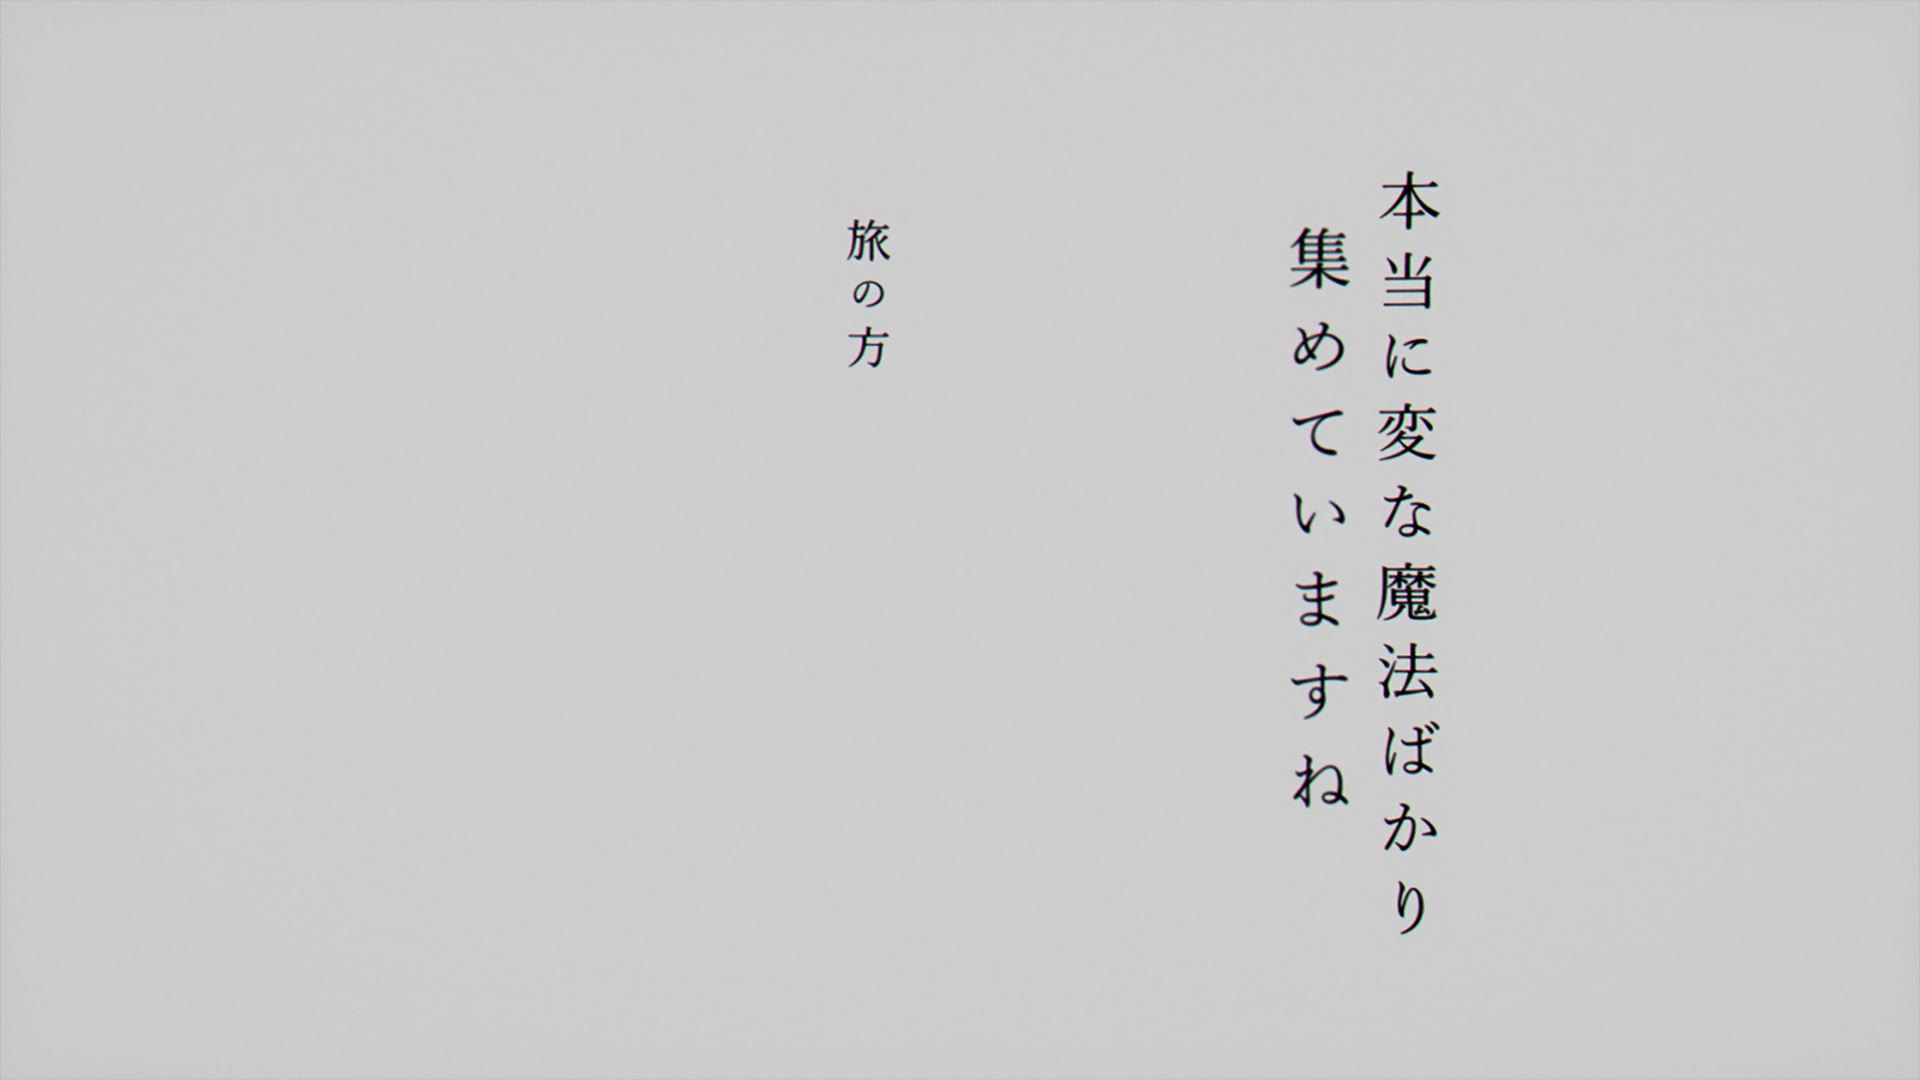 本当に変な魔法ばかり
集めていますね
旅の方